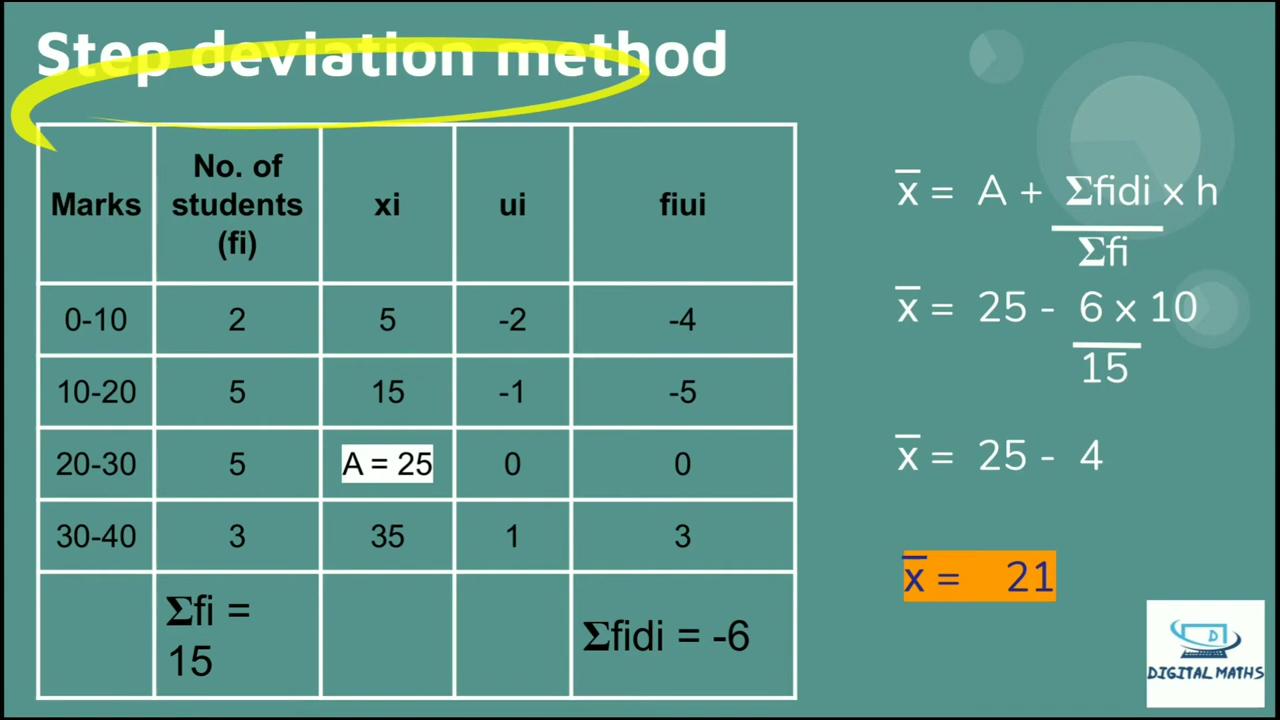 Step deviation method
Marks No. of students (fi) xi ui fiui
0-10 2 5 -2 -4
10-20 5 15 -1 -5
20-30 5 A = 25 0 0
30-40 3 35 1 3
Σfi = 15 Σfidi = -6
x̅ = A + Σfidi x h
Σfi
x̅ = 25 - 6 x 10
15
x̅ = 25 - 4
x̅ = 21
D
DIGITAL MATHS